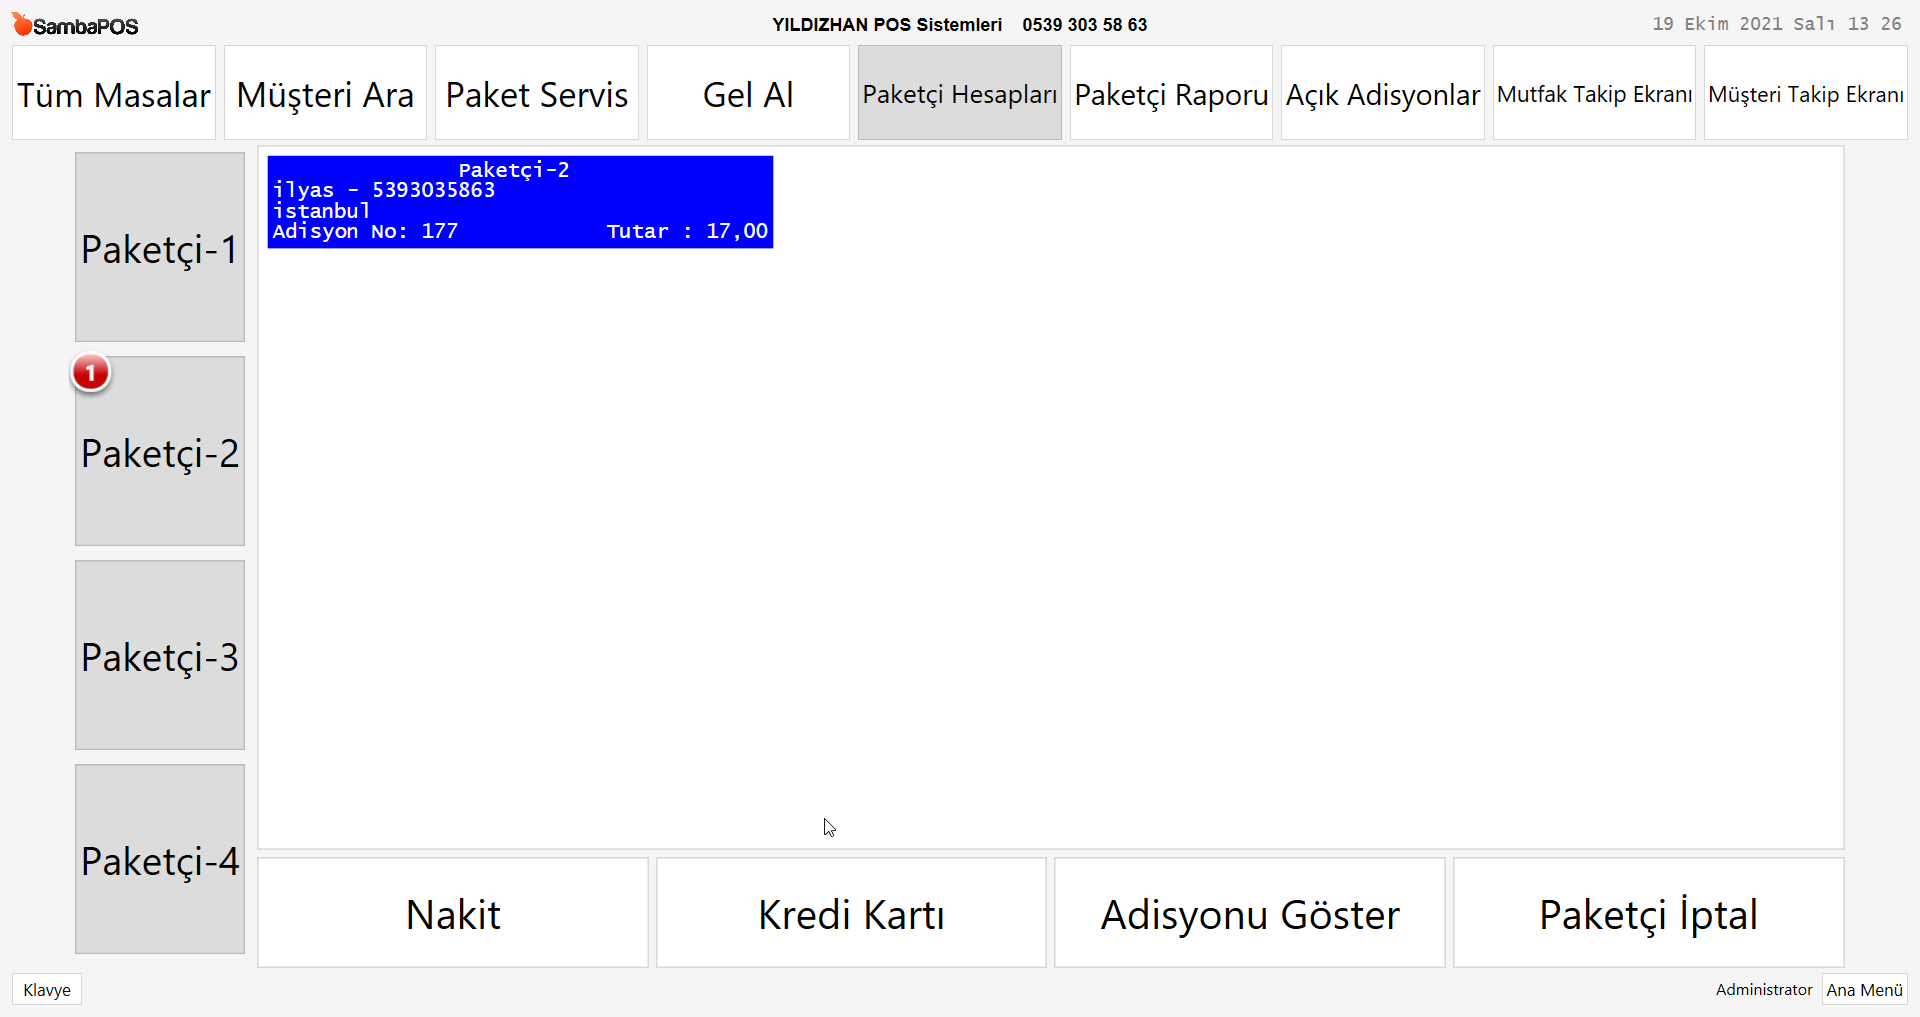 SambaPOS
YILDIZHAN POS Sistemleri 0539 303 58 63
19 Ekim 2021 Salı 13 26
Tüm Masalar
Müşteri Ara
Paket Servis
Gel Al
Paketçi Hesapları
Paketçi Raporu
Açık Adisyonlar
Mutfak Takip Ekranı
Müşteri Takip Ekranı
Paketçi-1
1
Paketçi-2
Paketçi-3
Paketçi-4
Paketçi-2
ilyas - 5393035863
istanbul
Adisyon No: 177 Tutar : 17,00
Nakit
Kredi Kartı
Adisyonu Göster
Paketçi İptal
Klavye
Administrator
Ana Menü